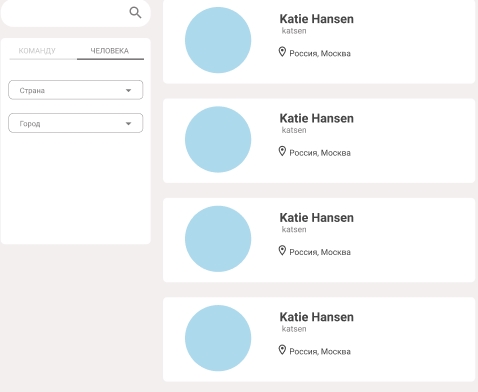 КОМАНДУ
ЧЕЛОВЕКА
Страна
Город
Katie Hansen
katsen
Россия, Москва
Katie Hansen
katsen
Россия, Москва
Katie Hansen
katsen
Россия, Москва
Katie Hansen
katsen
Россия, Москва